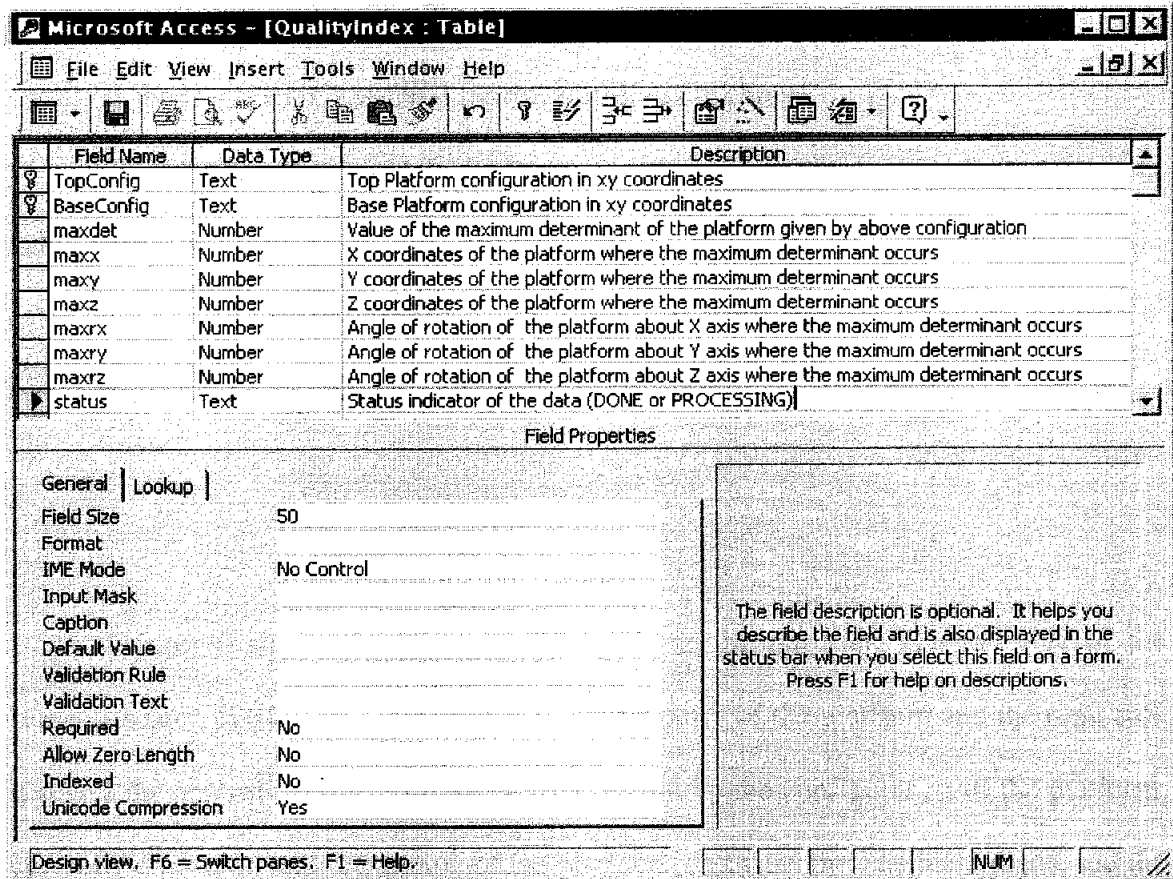 Microsoft Access - [QualityIndex : Table]
File Edit View Insert Tools Window Help
Field Name Data Type Description
TopConfig Text Top Platform configuration in xy coordinates
BaseConfig Text Base Platform configuration in xy coordinates
maxdet Number Value of the maximum determinant of the platform given by above configuration
maxx Number X coordinates of the platform where the maximum determinant occurs
maxy Number Y coordinates of the platform where the maximum determinant occurs
maxz Number Z coordinates of the platform where the maximum determinant occurs
maxrx Number Angle of rotation of the platform about X axis where the maximum determinant occurs
maxry Number Angle of rotation of the platform about Y axis where the maximum determinant occurs
maxrz Number Angle of rotation of the platform about Z axis where the maximum determinant occurs
status Text Status indicator of the data (DONE or PROCESSING)
Field Properties
General Lookup
Field Size 50
Format
IME Mode No Control
Input Mask
Caption
Default Value
Validation Rule
Validation Text
Required No
Allow Zero Length No
Indexed No
Unicode Compression Yes
The field description is optional. It helps you
describe the field and is also displayed in the
status bar when you select this field on a form.
Press F1 for help on descriptions.
Design view. F6 = Switch panes. F1 = Help. NUM